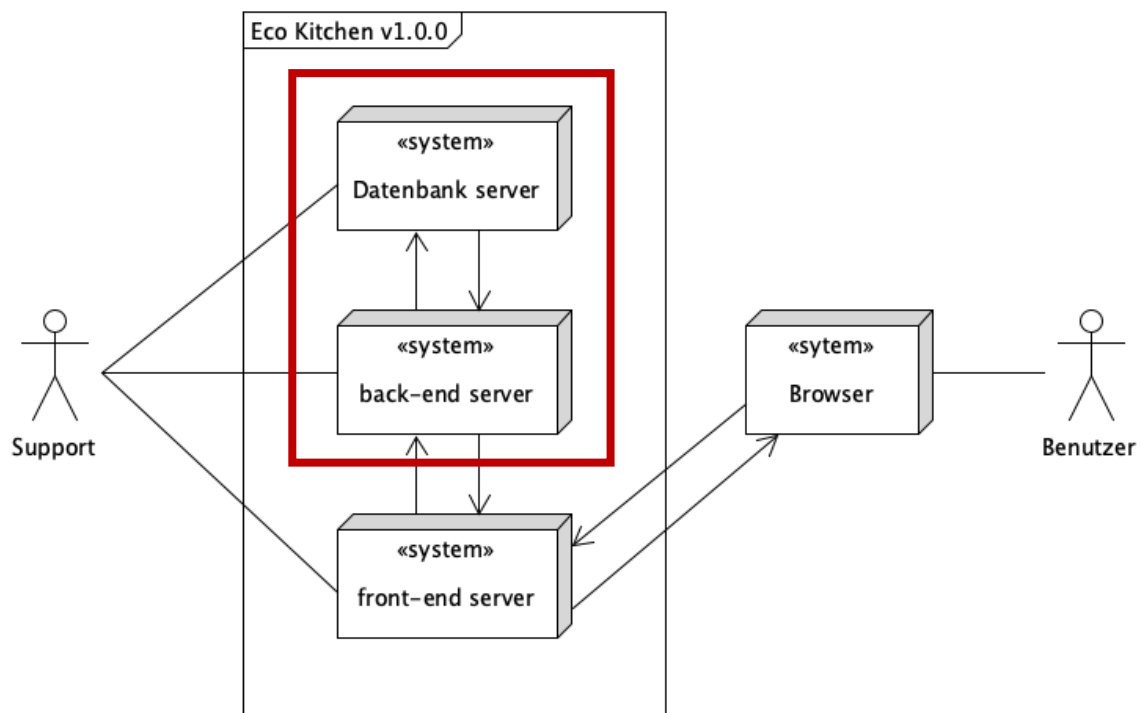 Eco Kitchen v1.0.0
«system»
Datenbank server
«system»
back-end server
«sytem»
Browser
Support
Benutzer
«system»
front-end server